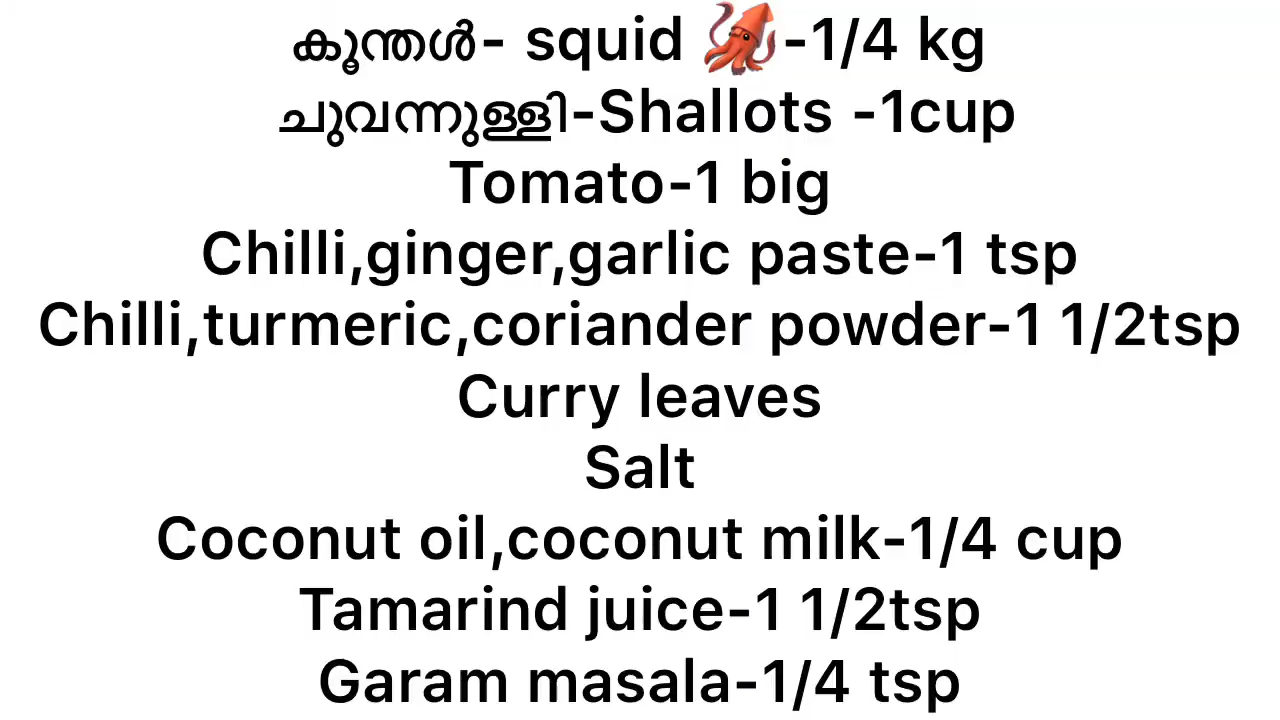 കൂന്തൾ- squid 🦑-1/4 kg
ചുവന്നുള്ളി-Shallots -1cup
Tomato-1 big
Chilli,ginger,garlic paste-1 tsp
Chilli,turmeric,coriander powder-1 1/2tsp
Curry leaves
Salt
Coconut oil,coconut milk-1/4 cup
Tamarind juice-1 1/2tsp
Garam masala-1/4 tsp